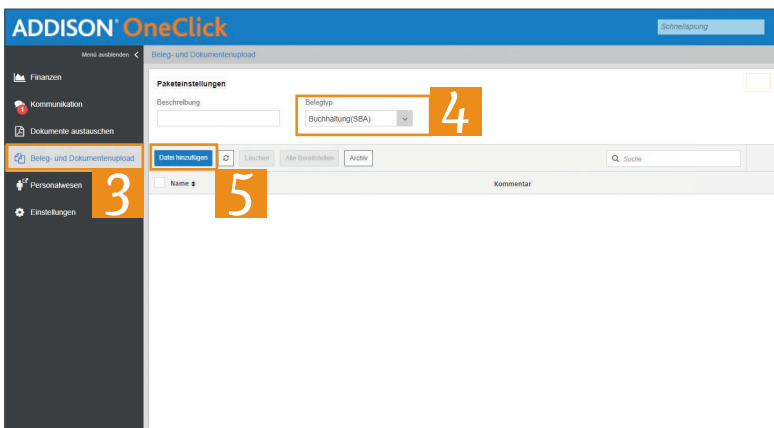 ADDISON® OneClick
Schnellsprung
Menü ausblenden
Beleg- und Dokumentenupload
Finanzen
Paketeinstellungen
Kommunikation
Beschreibung
Belegtyp
Buchhaltung(SBA)
4
Dokumente austauschen
Beleg- und Dokumentenupload
Datei hinzufügen
Löschen
Alle Bereitstellen
Archiv
Suche
Personalwesen
3
Name
5
Kommentar
Einstellungen